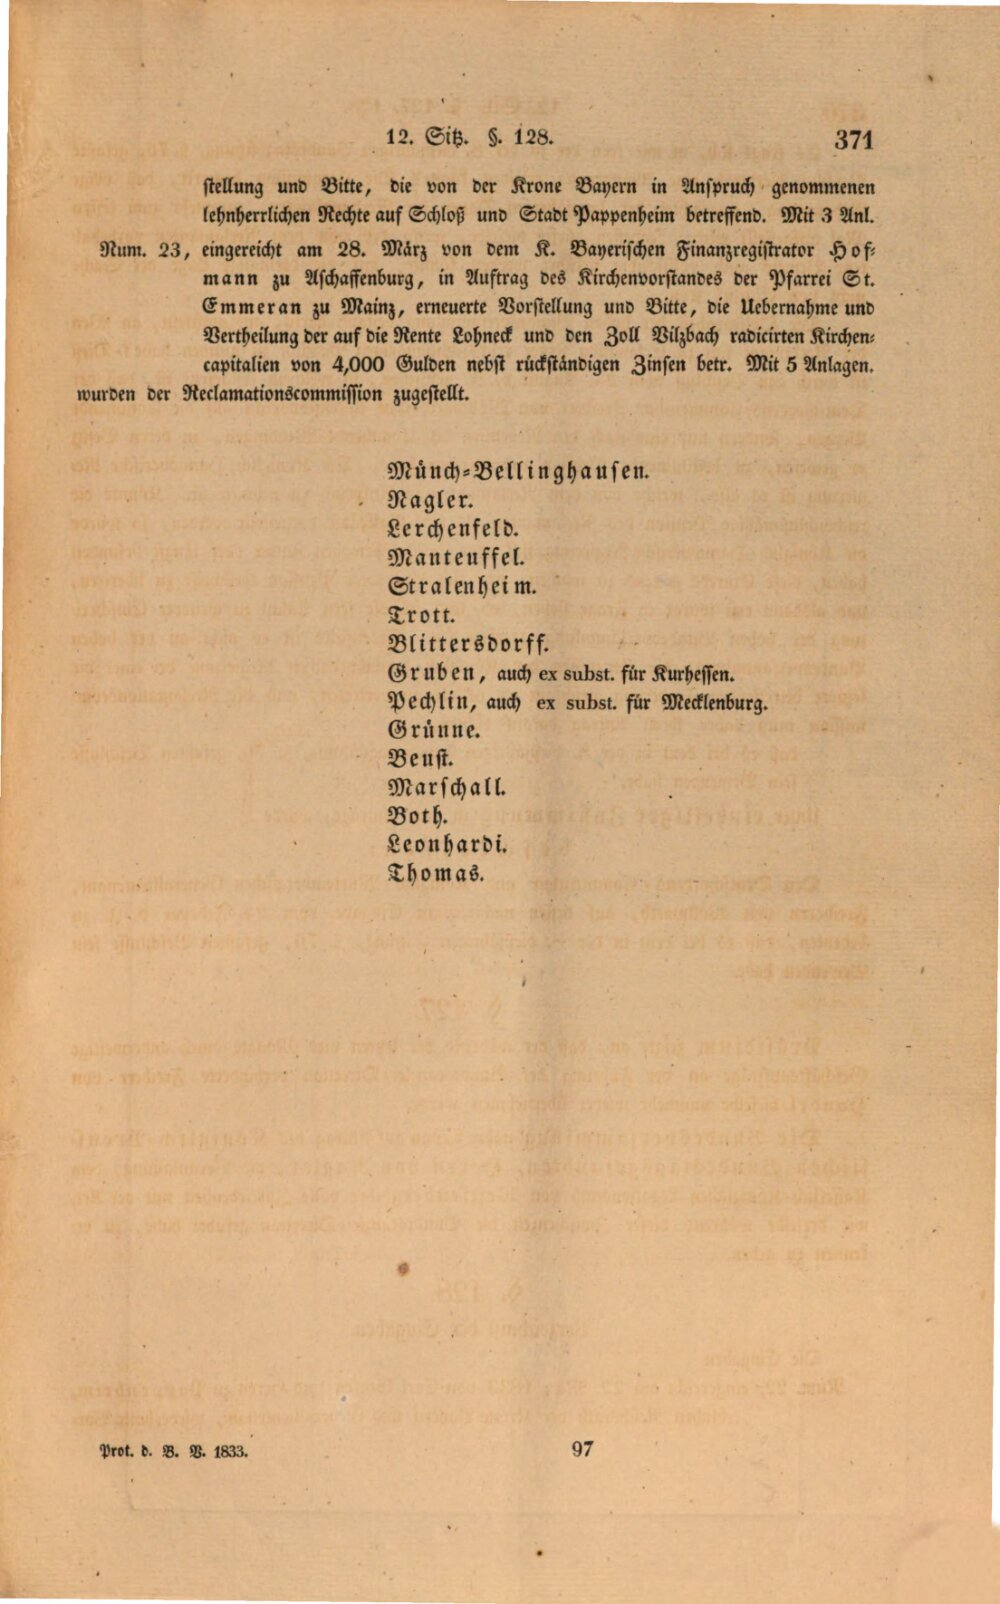 12. Sitz. §. 128.
371
stellung und Bitte, die von der Krone Bayern in Anspruch genommenen
lehnherrlichen Rechte auf Schloß und Stadt Pappenheim betreffend. Mit 3 Anl.
Num. 23, eingereicht am 28. März von dem K. Bayerischen Finanzregistrator Hof-
mann zu Aschaffenburg, in Auftrag des Kirchenvorstandes der Pfarrei St.
Emmeran zu Mainz, erneuerte Vorstellung und Bitte, die Uebernahme und
Vertheilung der auf die Rente Lohneck und den Zoll Vilzbach radicirten Kirchen-
capitalien von 4,000 Gulden nebst rückständigen Zinsen betr. Mit 5 Anlagen.
wurden der Reclamationscommission zugestellt.
Münch-Bellinghausen.
Nagler.
Lerchenfeld.
Manteuffel.
Stralenheim.
Trott.
Blittersdorff.
Gruben, auch ex subst. für Kurhessen.
Pechlin, auch ex subst. für Mecklenburg.
Grünne.
Beust.
Marschall.
Both.
Leonhardi.
Thomas.
Prot. d. B. V. 1833.
97